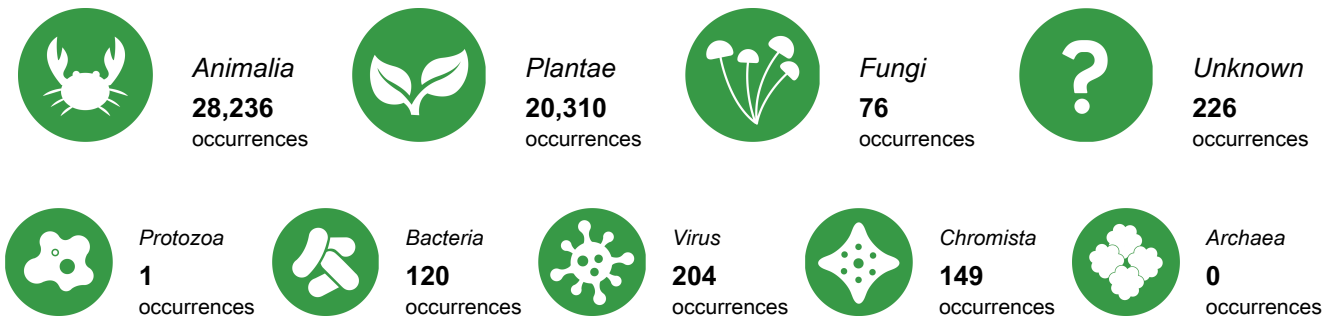 Animalia
28,236
occurrences
Plantae
20,310
occurrences
Fungi
76
occurrences
?
Unknown
226
occurrences
Protozoa
1
occurrences
Bacteria
120
occurrences
Virus
204
occurrences
Chromista
149
occurrences
Archaea
0
occurrences